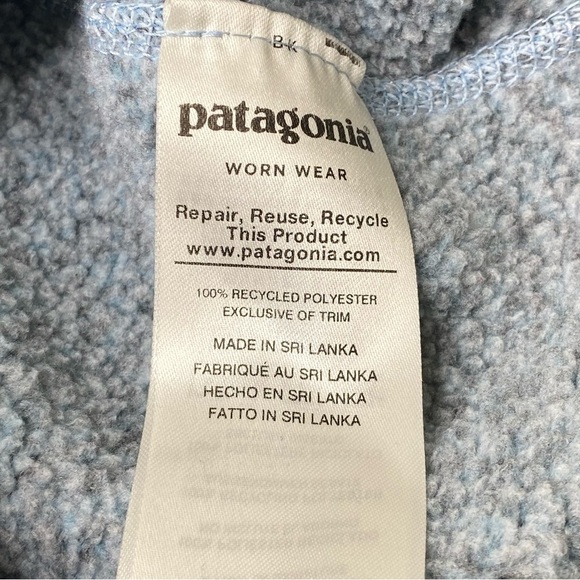 B-K
patagonia®
WORN WEAR
Repair, Reuse, Recycle
This Product
www.patagonia.com
100% RECYCLED POLYESTER
EXCLUSIVE OF TRIM
MADE IN SRI LANKA
FABRIQUÉ AU SRI LANKA
HECHO EN SRI LANKA
FATTO IN SRI LANKA